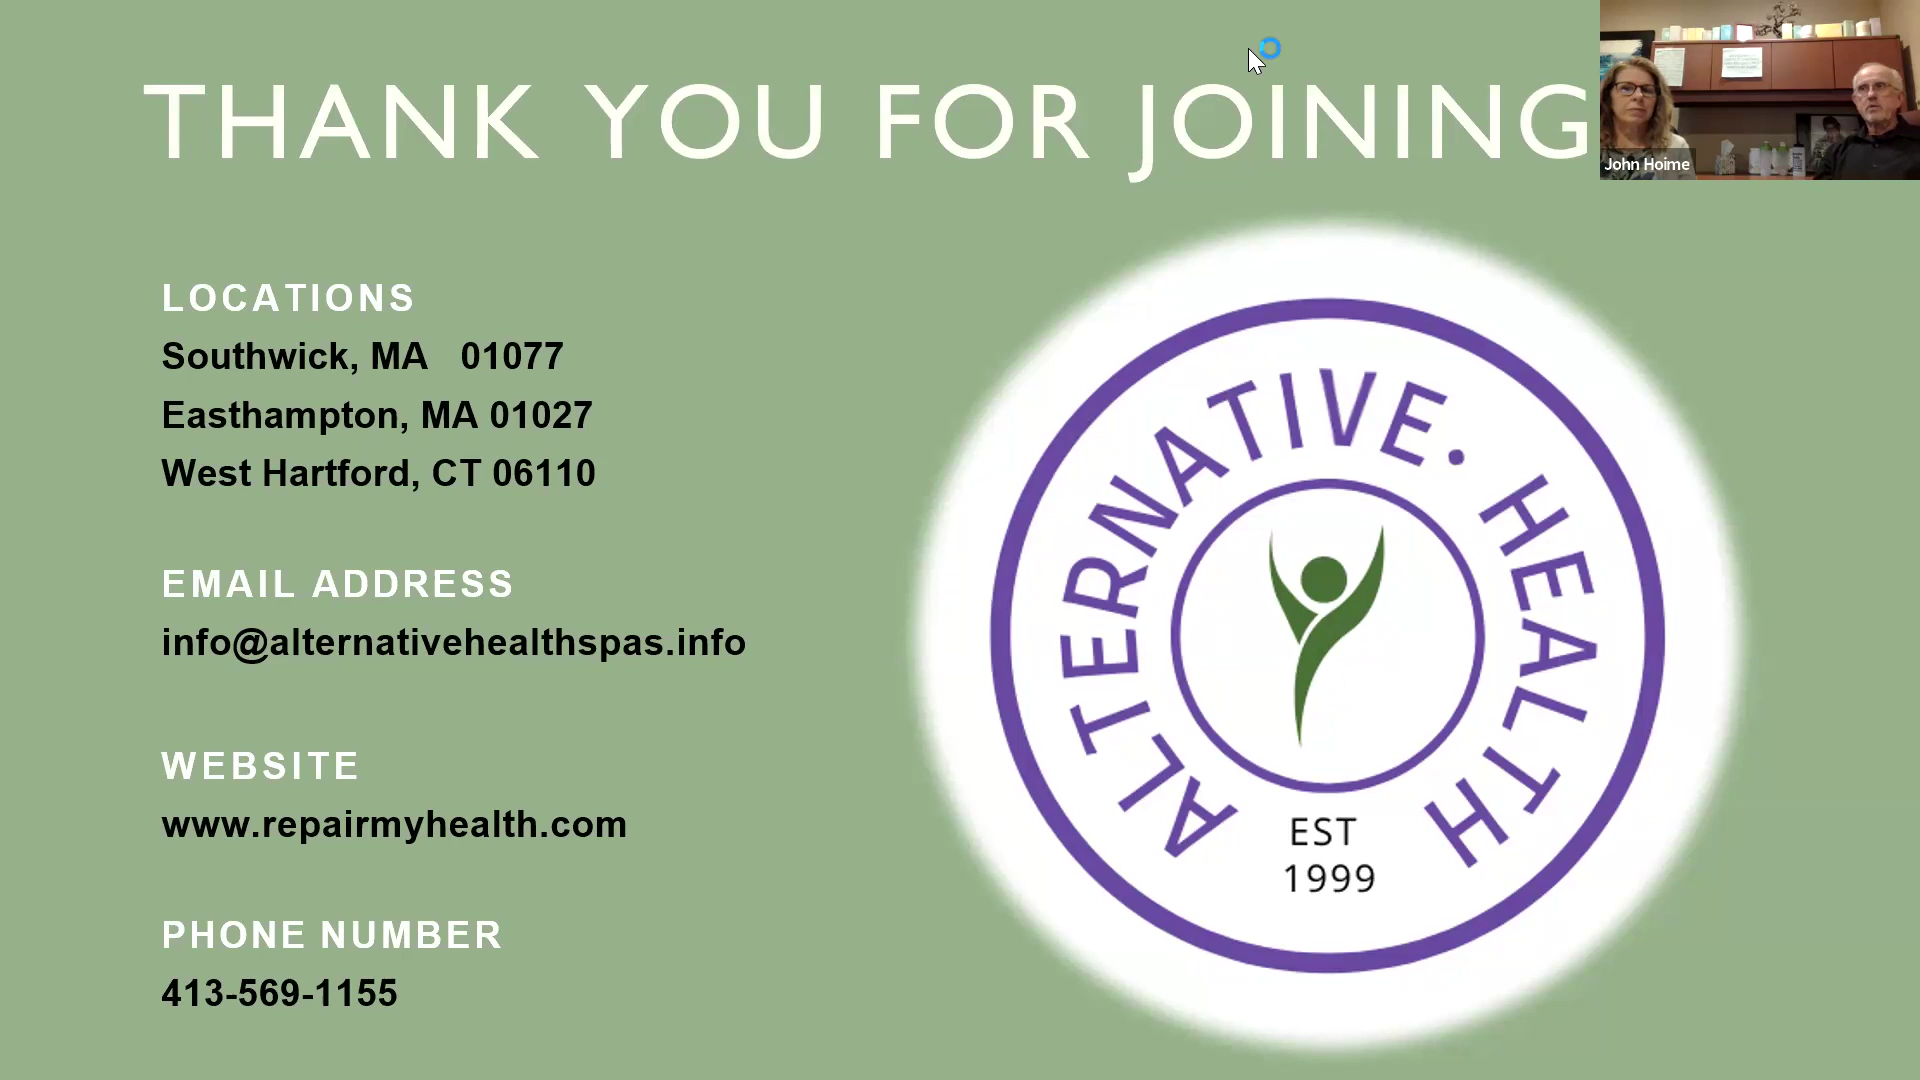 THANK YOU FOR JOINING
John Hoime
LOCATIONS
Southwick, MA 01077
Easthampton, MA 01027
West Hartford, CT 06110
EMAIL ADDRESS
info@alternativehealthspas.info
WEBSITE
www.repairmyhealth.com
PHONE NUMBER
413-569-1155
ALTERNATIVE. HEALTH
EST
1999